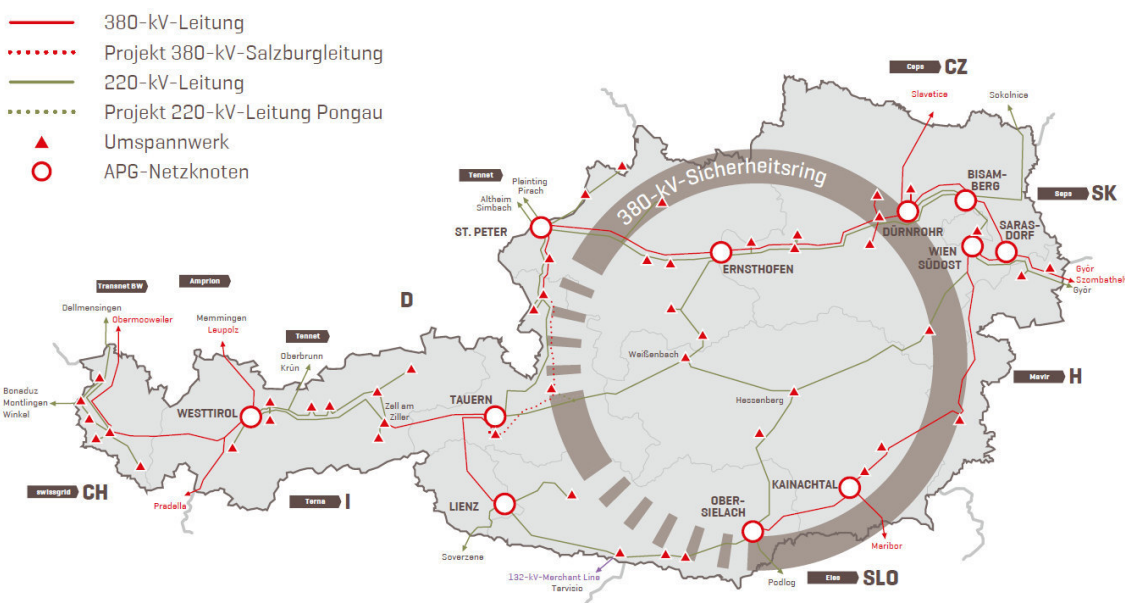 380-kV-Leitung
Projekt 380-kV-Salzburgleitung
220-kV-Leitung
Projekt 220-kV-Leitung Pongau
Umspannwerk
APG-Netzknoten
Ceps
CZ
Slavetice
Sokolnice
380-kV-Sicherheitsring
Tennet
Pleinting
Pirach
Altheim
Simbach
ST. PETER
BISAM-
BERG
Seps
SK
DÜRNROHR
SARAS-
DORF
WIEN
SÜDOST
ERNSTHOFEN
Györ
Szombathely
Györ
Transnet BW
Amprion
D
Dellmensingen
Obermooweiler
Memmingen
Leupolz
Tennet
Oberbrunn
Krün
Weißenbach
Mavir
H
Bonaduz
Montlingen
Winkel
WESTTIROL
Zell am
Ziller
TAUERN
Hessenberg
KAINACHTAL
swissgrid
CH
Pradella
Terna
I
LIENZ
OBER-
SIELACH
Soverzene
Maribor
132-kV-Merchant Line
Tarvisio
Podlog
Eles
SLO